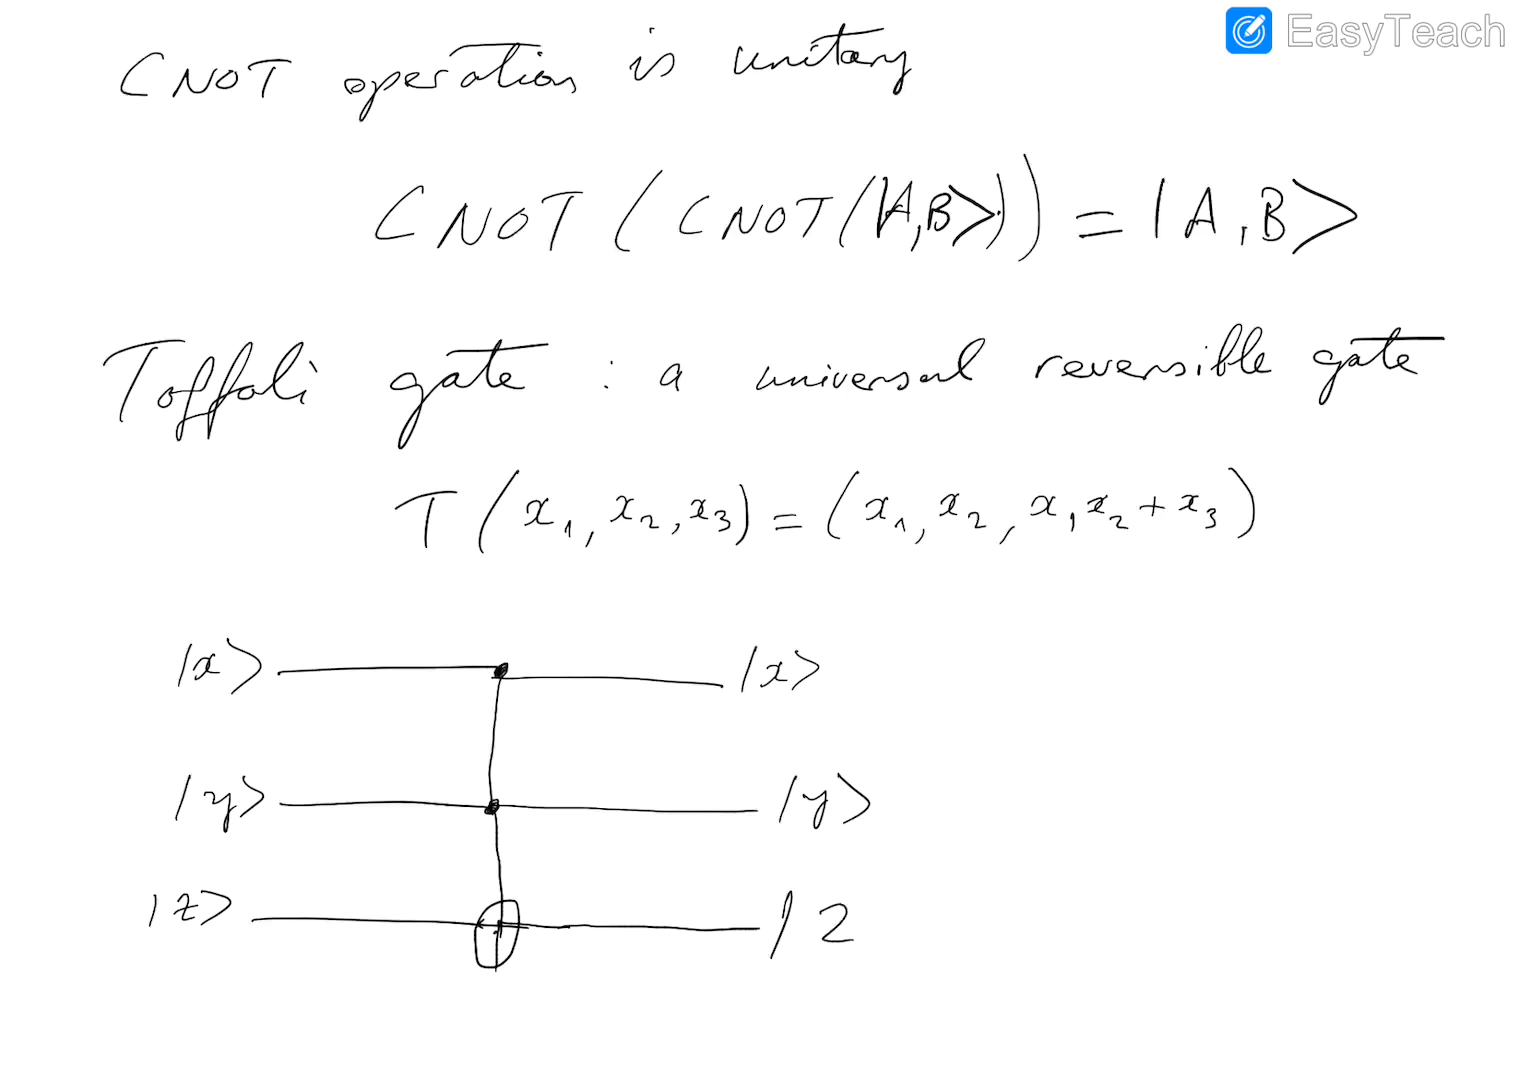 EasyTeach
CNOT operation is unitary
CNOT (CNOT(|A,B>)) = |A,B>
Toffoli gate : a universal reversible gate
T(x₁, x₂, x₃) = (x₁, x₂, x₁x₂ + x₃)
|x> |x>
|y> |y>
|z> |2